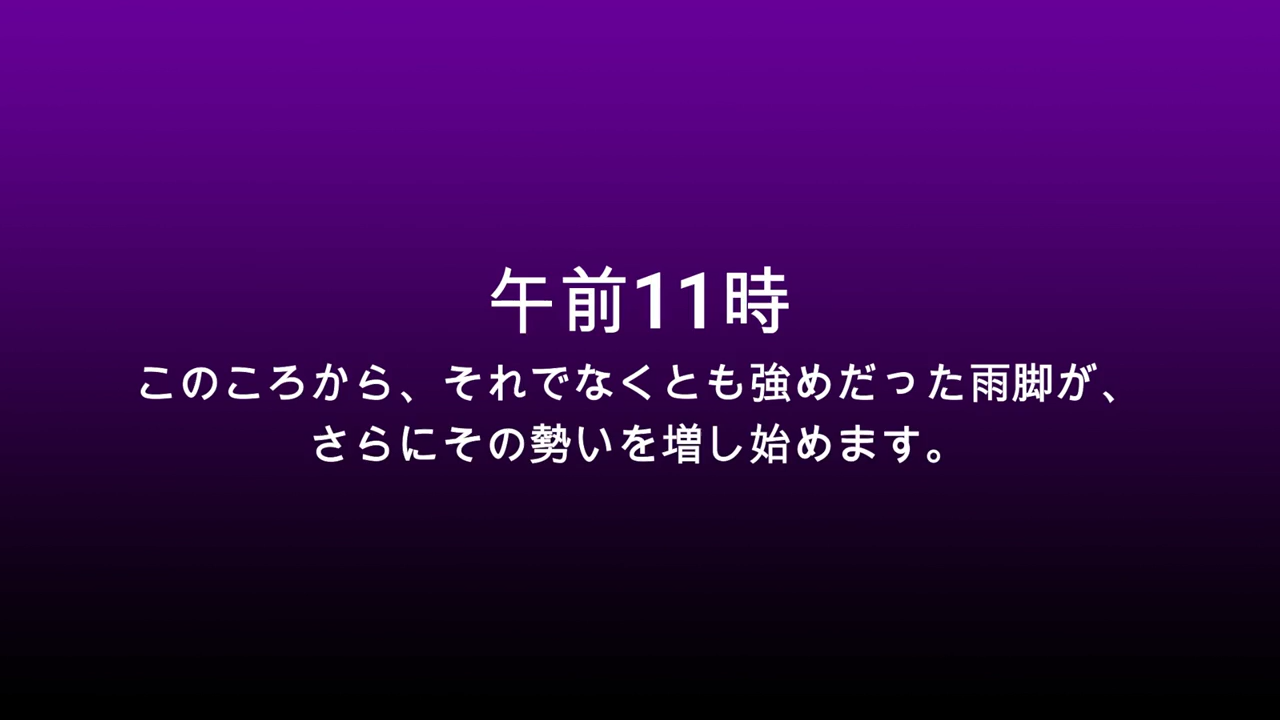 午前11時
このころから、それでなくとも強めだった雨脚が、
さらにその勢いを増し始めます。